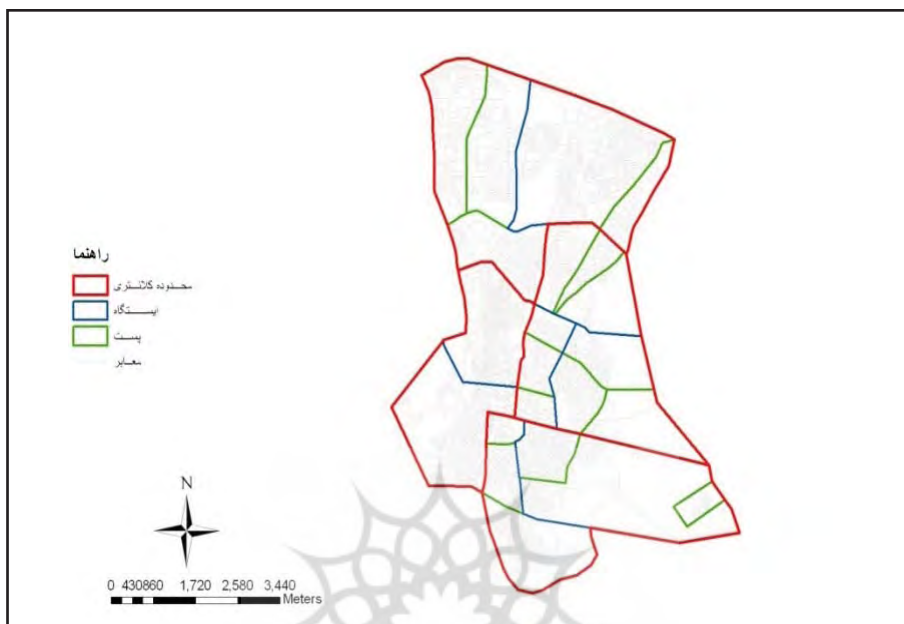 راهنما
محدوده کلانتری
ایستگاه
پست
معابر
N
0 430860 1,720 2,580 3,440
Meters